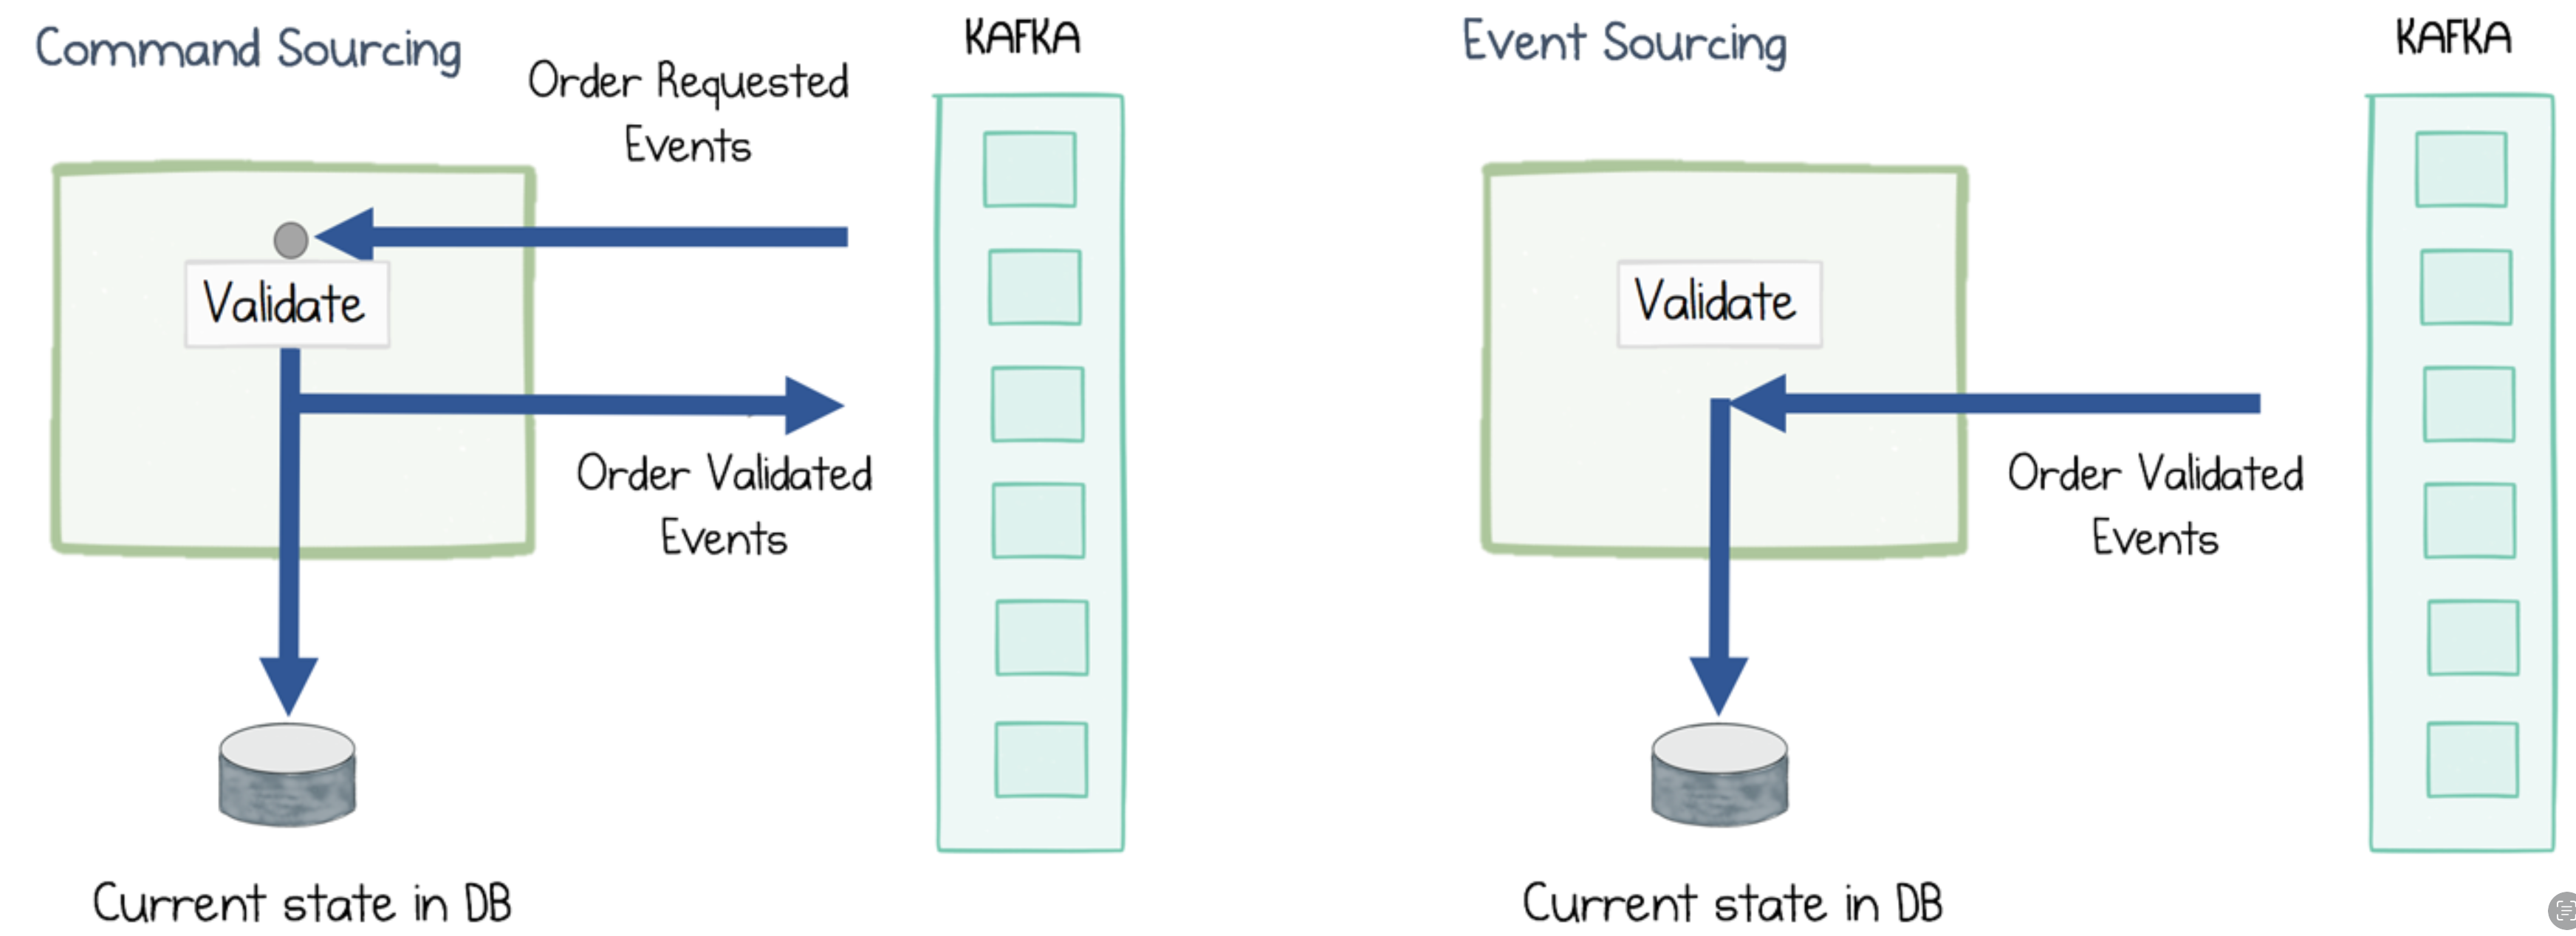 Command Sourcing
Order Requested
Events
KAFKA
Validate
Order Validated
Events
Current state in DB
Event Sourcing
KAFKA
Validate
Order Validated
Events
Current state in DB